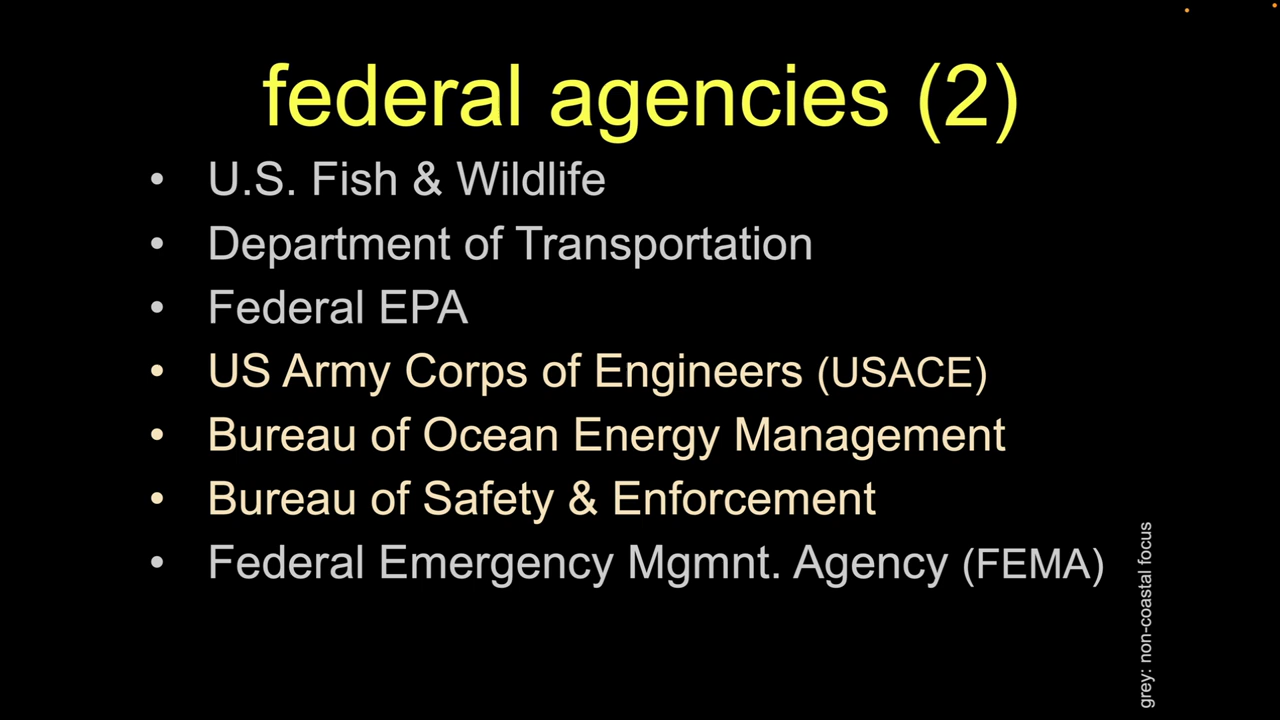 federal agencies (2)
• U.S. Fish & Wildlife
• Department of Transportation
• Federal EPA
• US Army Corps of Engineers (USACE)
• Bureau of Ocean Energy Management
• Bureau of Safety & Enforcement
• Federal Emergency Mgmnt. Agency (FEMA)
grey: non-coastal focus